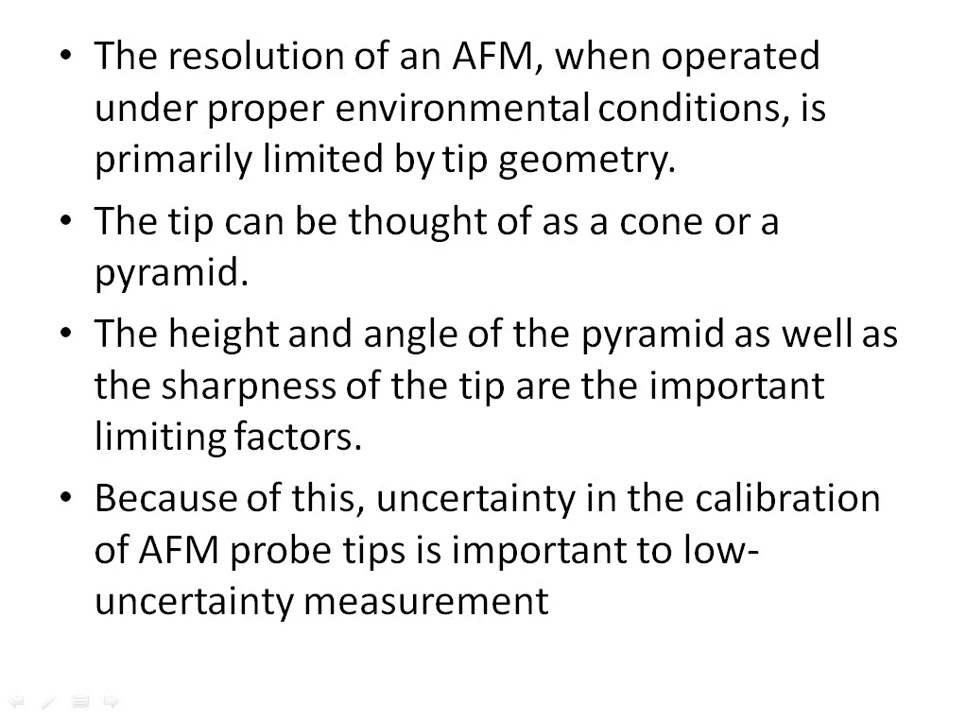 • The resolution of an AFM, when operated
under proper environmental conditions, is
primarily limited by tip geometry.
• The tip can be thought of as a cone or a
pyramid.
• The height and angle of the pyramid as well as
the sharpness of the tip are the important
limiting factors.
• Because of this, uncertainty in the calibration
of AFM probe tips is important to low-
uncertainty measurement